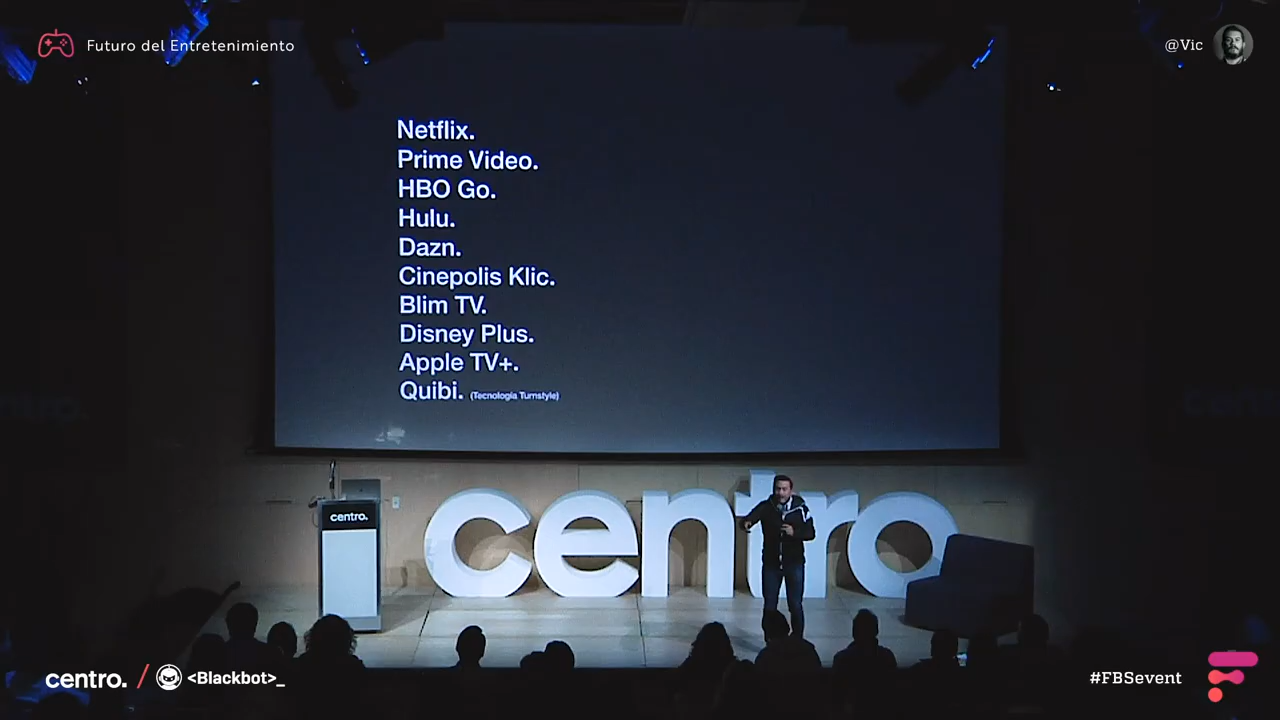 Futuro del Entretenimiento
@Vic
Netflix.
Prime Video.
HBO Go.
Hulu.
Dazn.
Cinepolis Klic.
Blim TV.
Disney Plus.
Apple TV+.
Quibi. (Tecnología Turnstyle)
centro.
centro
centro. / <Blackbot>_
#FBSevent